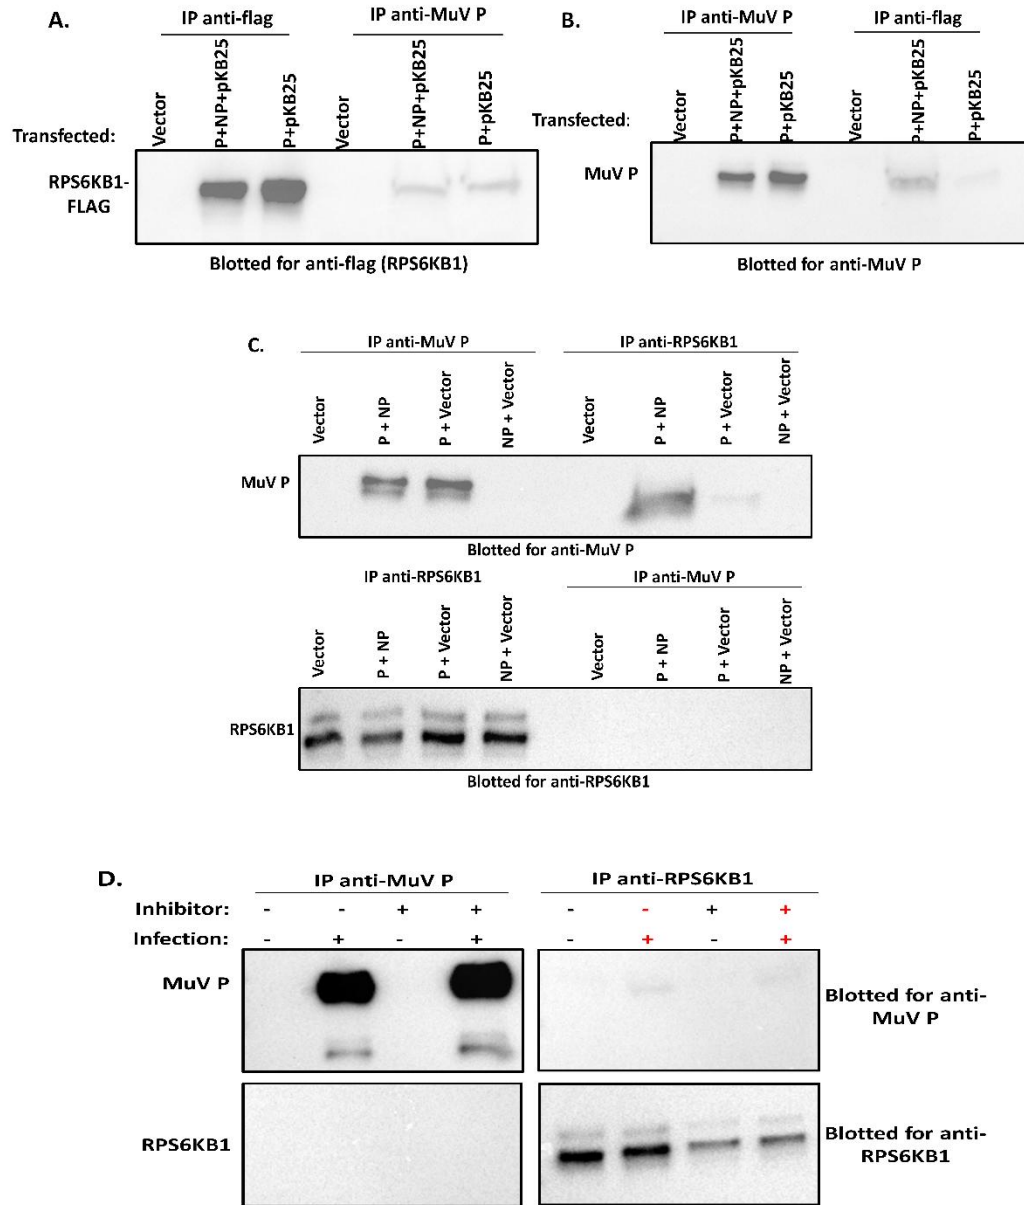 A.
IP anti-flag IP anti-MuV P
Vector P+NP+pKB25 P+pKB25 Vector P+NP+pKB25 P+pKB25
Transfected:
RPS6KB1-
FLAG
Blotted for anti-flag (RPS6KB1)
B.
IP anti-MuV P IP anti-flag
Vector P+NP+pKB25 P+pKB25 Vector P+NP+pKB25 P+pKB25
Transfected:
MuV P
Blotted for anti-MuV P
C.
IP anti-MuV P IP anti-RPS6KB1
Vector P + NP P + Vector NP + Vector Vector P + NP P + Vector NP + Vector
MuV P
Blotted for anti-MuV P
IP anti-RPS6KB1 IP anti-MuV P
Vector P + NP P + Vector NP + Vector Vector P + NP P + Vector NP + Vector
RPS6KB1
Blotted for anti-RPS6KB1
D.
IP anti-MuV P IP anti-RPS6KB1
Inhibitor: - - + + - - + +
Infection: - + - + - + - +
MuV P
Blotted for anti-
MuV P
RPS6KB1
Blotted for anti-
RPS6KB1